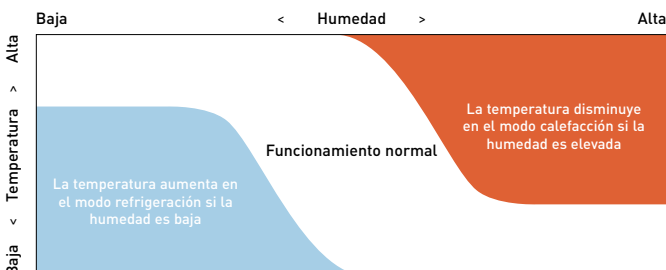 Baja < Humedad > Alta
Baja < Temperatura > Alta
La temperatura disminuye
en el modo calefacción si la
humedad es elevada
Funcionamiento normal
La temperatura aumenta en
el modo refrigeración si la
humedad es baja